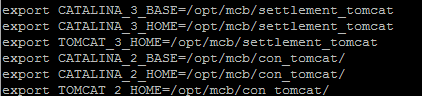 export CATALINA_3_BASE=/opt/mcb/settlement_tomcat
export CATALINA_3_HOME=/opt/mcb/settlement_tomcat
export TOMCAT_3_HOME=/opt/mcb/settlement_tomcat
export CATALINA_2_BASE=/opt/mcb/con_tomcat/
export CATALINA_2_HOME=/opt/mcb/con_tomcat/
export TOMCAT_2_HOME=/opt/mcb/con_tomcat/